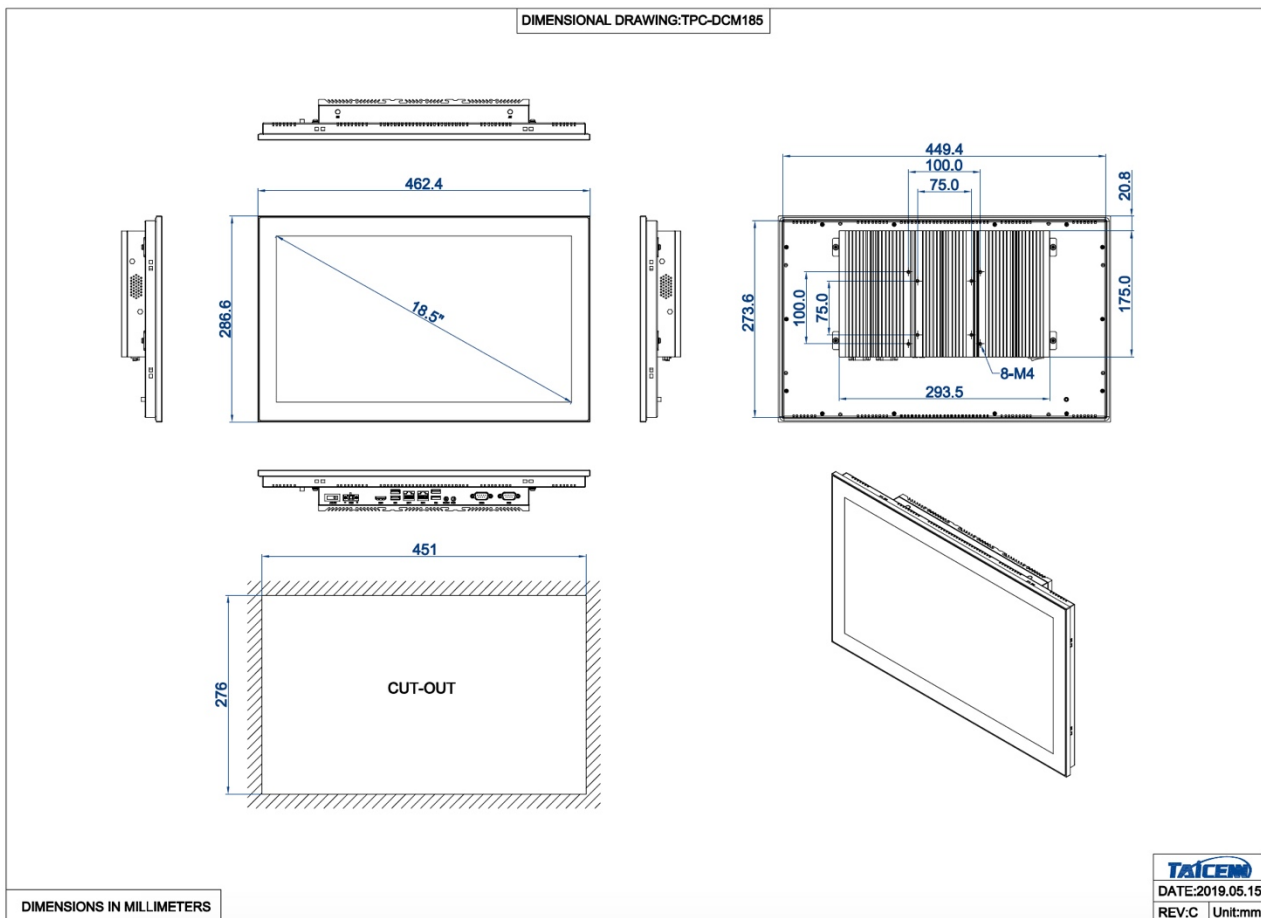 DIMENSIONAL DRAWING:TPC-DCM185
462.4
286.6
18.5"
449.4
100.0
75.0
20.8
273.6
100.0
75.0
175.0
8-M4
293.5
451
276
CUT-OUT
DIMENSIONS IN MILLIMETERS
TAICENN
DATE:2019.05.15
REV:C Unit:mm